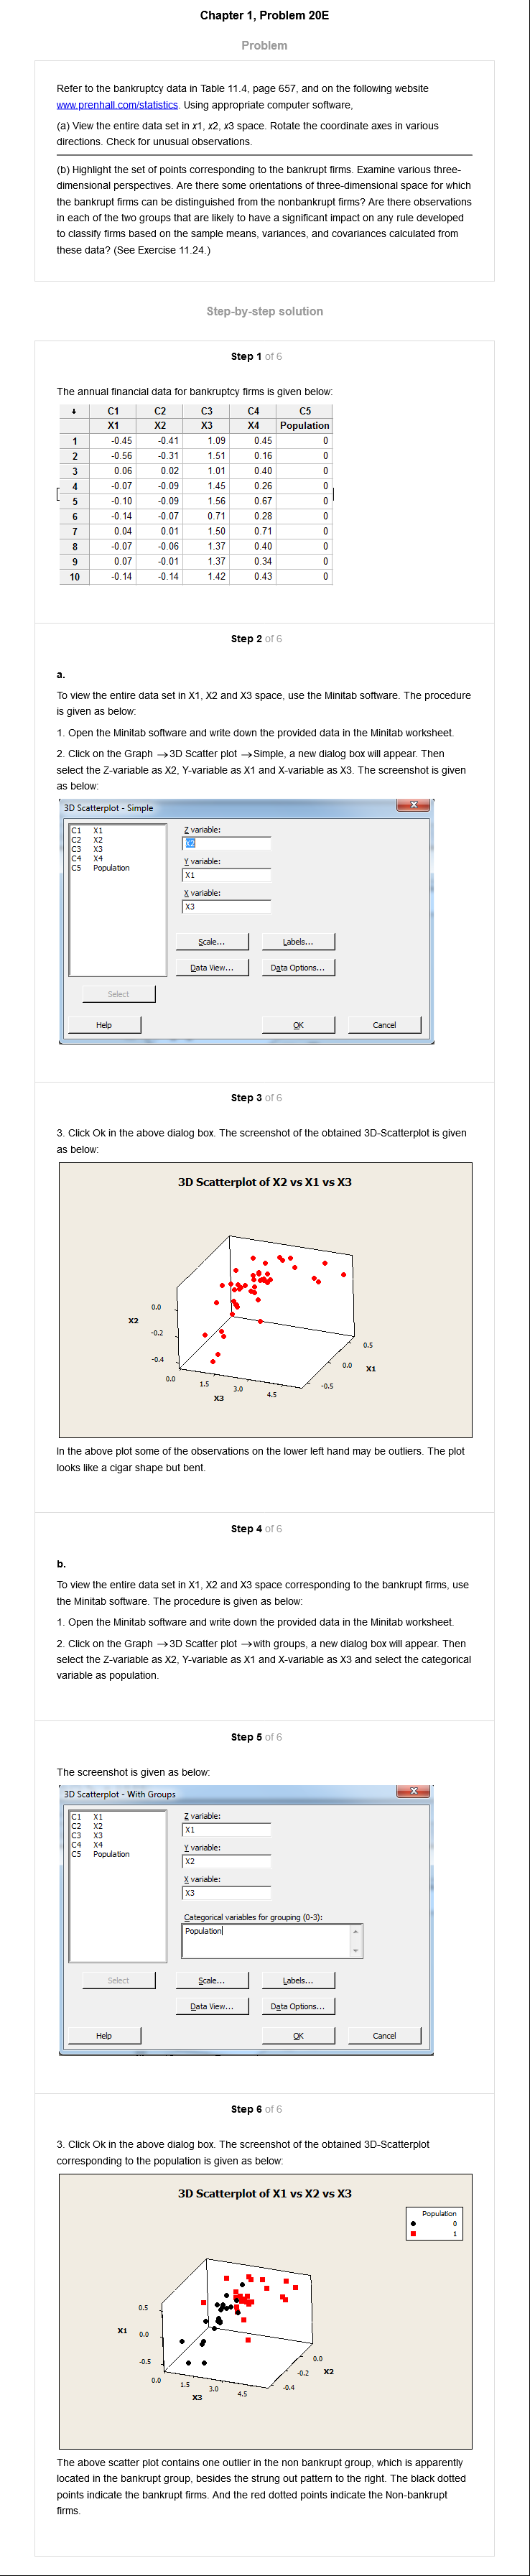 Chapter 1, Problem 20E
Problem
Refer to the bankruptcy data in Table 11.4, page 657, and on the following website
www.prenhall.com/statistics. Using appropriate computer software,
(a) View the entire data set in x1, x2, x3 space. Rotate the coordinate axes in various
directions. Check for unusual observations.
(b) Highlight the set of points corresponding to the bankrupt firms. Examine various three-
dimensional perspectives. Are there some orientations of three-dimensional space for which
the bankrupt firms can be distinguished from the nonbankrupt firms? Are there observations
in each of the two groups that are likely to have a significant impact on any rule developed
to classify firms based on the sample means, variances, and covariances calculated from
these data? (See Exercise 11.24.)
Step-by-step solution
Step 1 of 6
The annual financial data for bankruptcy firms is given below:
↓ C1 C2 C3 C4 C5
X1 X2 X3 X4 Population
1 -0.45 -0.41 1.09 0.45 0
2 -0.56 -0.31 1.51 0.16 0
3 0.06 0.02 1.01 0.40 0
4 -0.07 -0.09 1.45 0.26 0
5 -0.10 -0.09 1.56 0.67 0
6 -0.14 -0.07 0.71 0.28 0
7 0.04 0.01 1.50 0.71 0
8 -0.07 -0.06 1.37 0.40 0
9 0.07 -0.01 1.37 0.34 0
10 -0.14 -0.14 1.42 0.43 0
Step 2 of 6
a.
To view the entire data set in X1, X2 and X3 space, use the Minitab software. The procedure
is given as below:
1. Open the Minitab software and write down the provided data in the Minitab worksheet.
2. Click on the Graph →3D Scatter plot →Simple, a new dialog box will appear. Then
select the Z-variable as X2, Y-variable as X1 and X-variable as X3. The screenshot is given
as below:
3D Scatterplot - Simple
X
C1 X1
C2 X2
C3 X3
C4 X4
C5 Population
Z variable:
X2
Y variable:
X1
X variable:
X3
Scale... Labels...
Data View... Data Options...
Select
Help OK Cancel
Step 3 of 6
3. Click Ok in the above dialog box. The screenshot of the obtained 3D-Scatterplot is given
as below:
3D Scatterplot of X2 vs X1 vs X3
X2
0.0
-0.2
-0.4
0.0
1.5
3.0
4.5
X3
-0.5
0.0
0.5
X1
In the above plot some of the observations on the lower left hand may be outliers. The plot
looks like a cigar shape but bent.
Step 4 of 6
b.
To view the entire data set in X1, X2 and X3 space corresponding to the bankrupt firms, use
the Minitab software. The procedure is given as below:
1. Open the Minitab software and write down the provided data in the Minitab worksheet.
2. Click on the Graph →3D Scatter plot →with groups, a new dialog box will appear. Then
select the Z-variable as X2, Y-variable as X1 and X-variable as X3 and select the categorical
variable as population.
Step 5 of 6
The screenshot is given as below:
3D Scatterplot - With Groups
X
C1 X1
C2 X2
C3 X3
C4 X4
C5 Population
Z variable:
X1
Y variable:
X2
X variable:
X3
Categorical variables for grouping (0-3):
Population
Select Scale... Labels...
Data View... Data Options...
Help OK Cancel
Step 6 of 6
3. Click Ok in the above dialog box. The screenshot of the obtained 3D-Scatterplot
corresponding to the population is given as below:
3D Scatterplot of X1 vs X2 vs X3
Population
0
1
X1
0.5
0.0
-0.5
0.0
1.5
3.0
4.5
X3
-0.4
-0.2
0.0
X2
The above scatter plot contains one outlier in the non bankrupt group, which is apparently
located in the bankrupt group, besides the strung out pattern to the right. The black dotted
points indicate the bankrupt firms. And the red dotted points indicate the Non-bankrupt
firms.